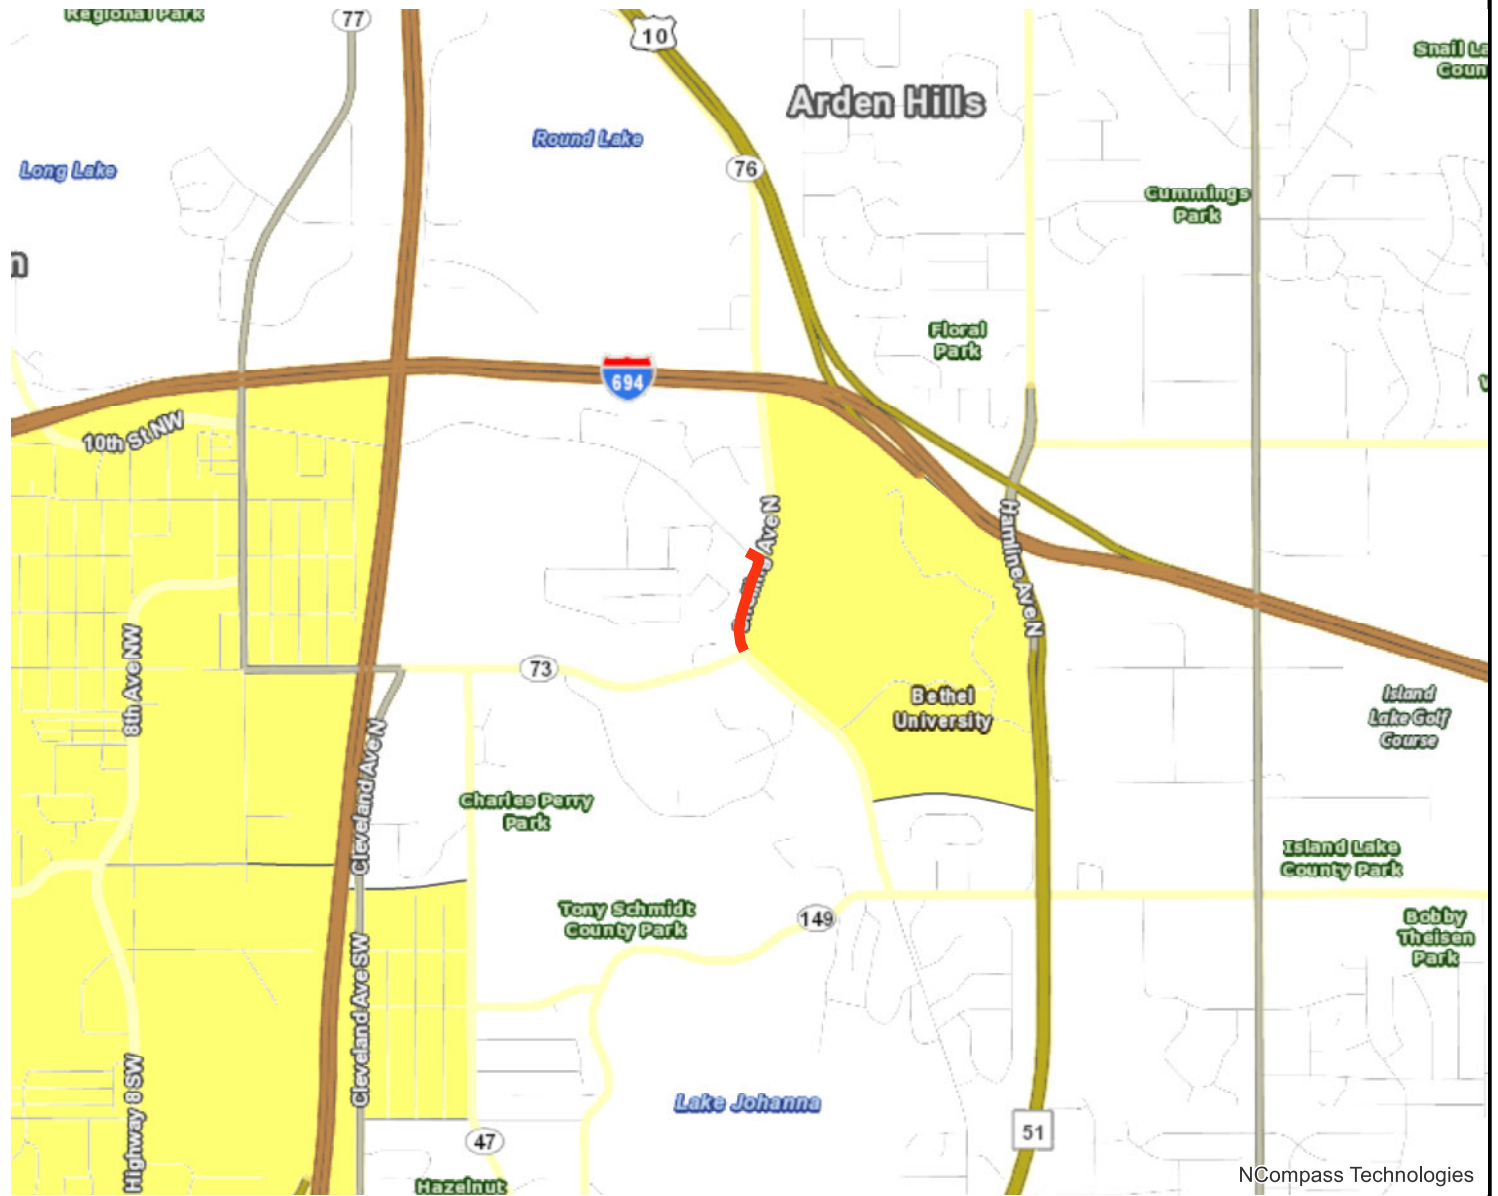 Regional Park
77
10
Snail La
Coun
Arden Hills
Round Lake
Long Lake
76
Cummings
Park
n
Floral
Park
694
10th St NW
Ave N
Hamline Ave N
8th Ave NW
73
Bethel
University
Island
Lake Golf
Course
Cleveland Ave N
Charles Perry
Park
Island Lake
County Park
Tony Schmidt
County Park
149
Bobby
Theisen
Park
Cleveland Ave SW
Highway 8 SW
Lake Johanna
47
51
Hazelnut
NCompass Technologies